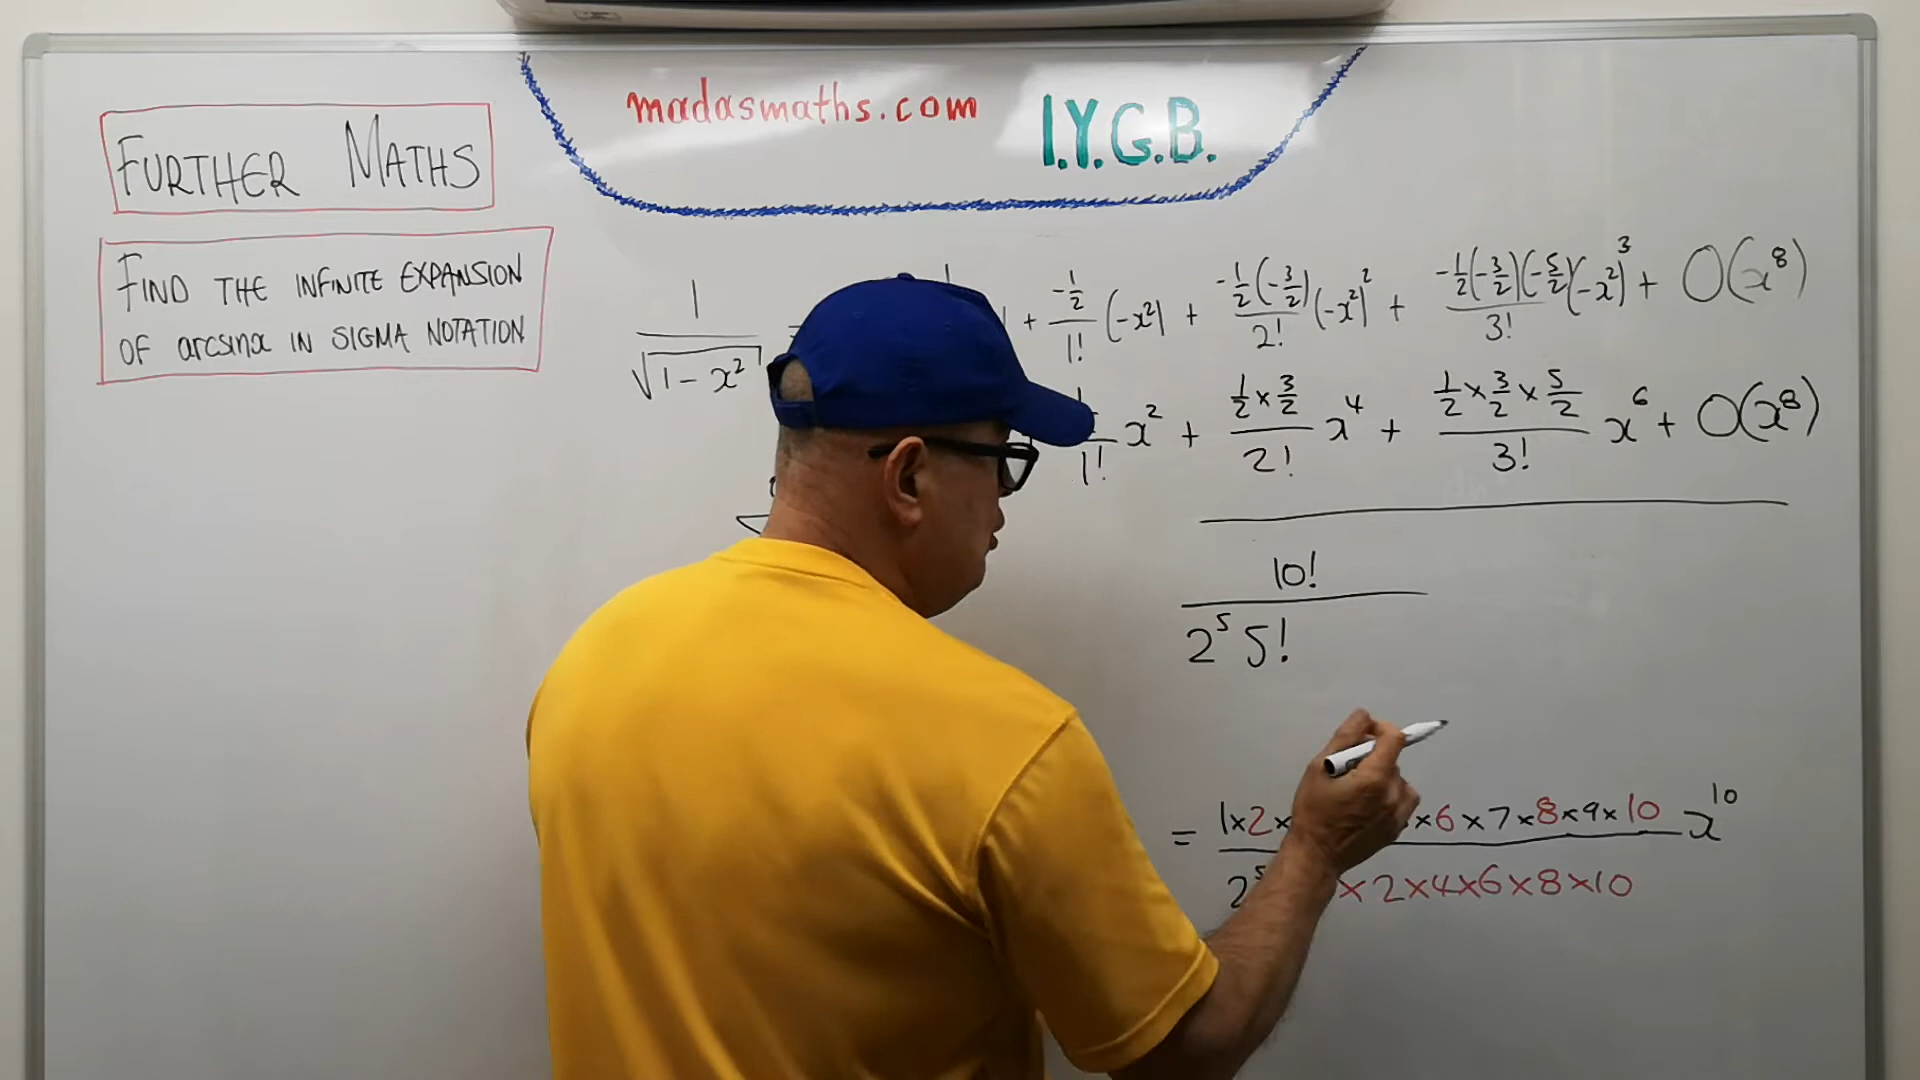 madasmaths.com I.Y.G.B.
FURTHER MATHS
FIND THE INFINITE EXPANSION
OF arcsinx IN SIGMA NOTATION
1/√(1-x²) + (-1/2)/1! (-x²) + (-1/2(-3/2))/2! (-x²)² + (-1/2(-3/2)(-5/2))/3! (-x²)³ + O(x⁸)
/1! x² + (1/2 × 3/2)/2! x⁴ + (1/2 × 3/2 × 5/2)/3! x⁶ + O(x⁸)
10!
2⁵ 5!
= 1×2× ×6×7×8×9×10 x¹⁰
2⁵ ×2×4×6×8×10